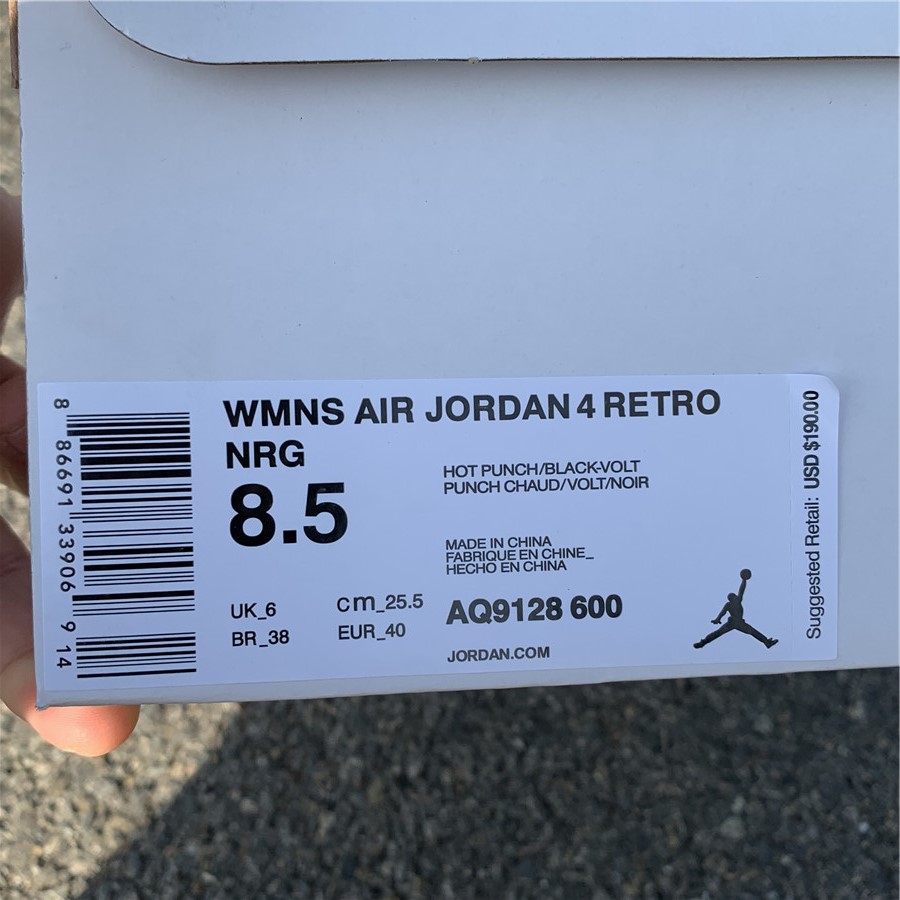 WMNS AIR JORDAN 4 RETRO
NRG
8.5
HOT PUNCH/BLACK-VOLT
PUNCH CHAUD/VOLT/NOIR
MADE IN CHINA
FABRIQUE EN CHINE_
HECHO EN CHINA
UK_6
cm_25.5
BR_38
EUR_40
AQ9128 600
JORDAN.COM
Suggested Retail: USD $190.00
8 86691 33906 9 14